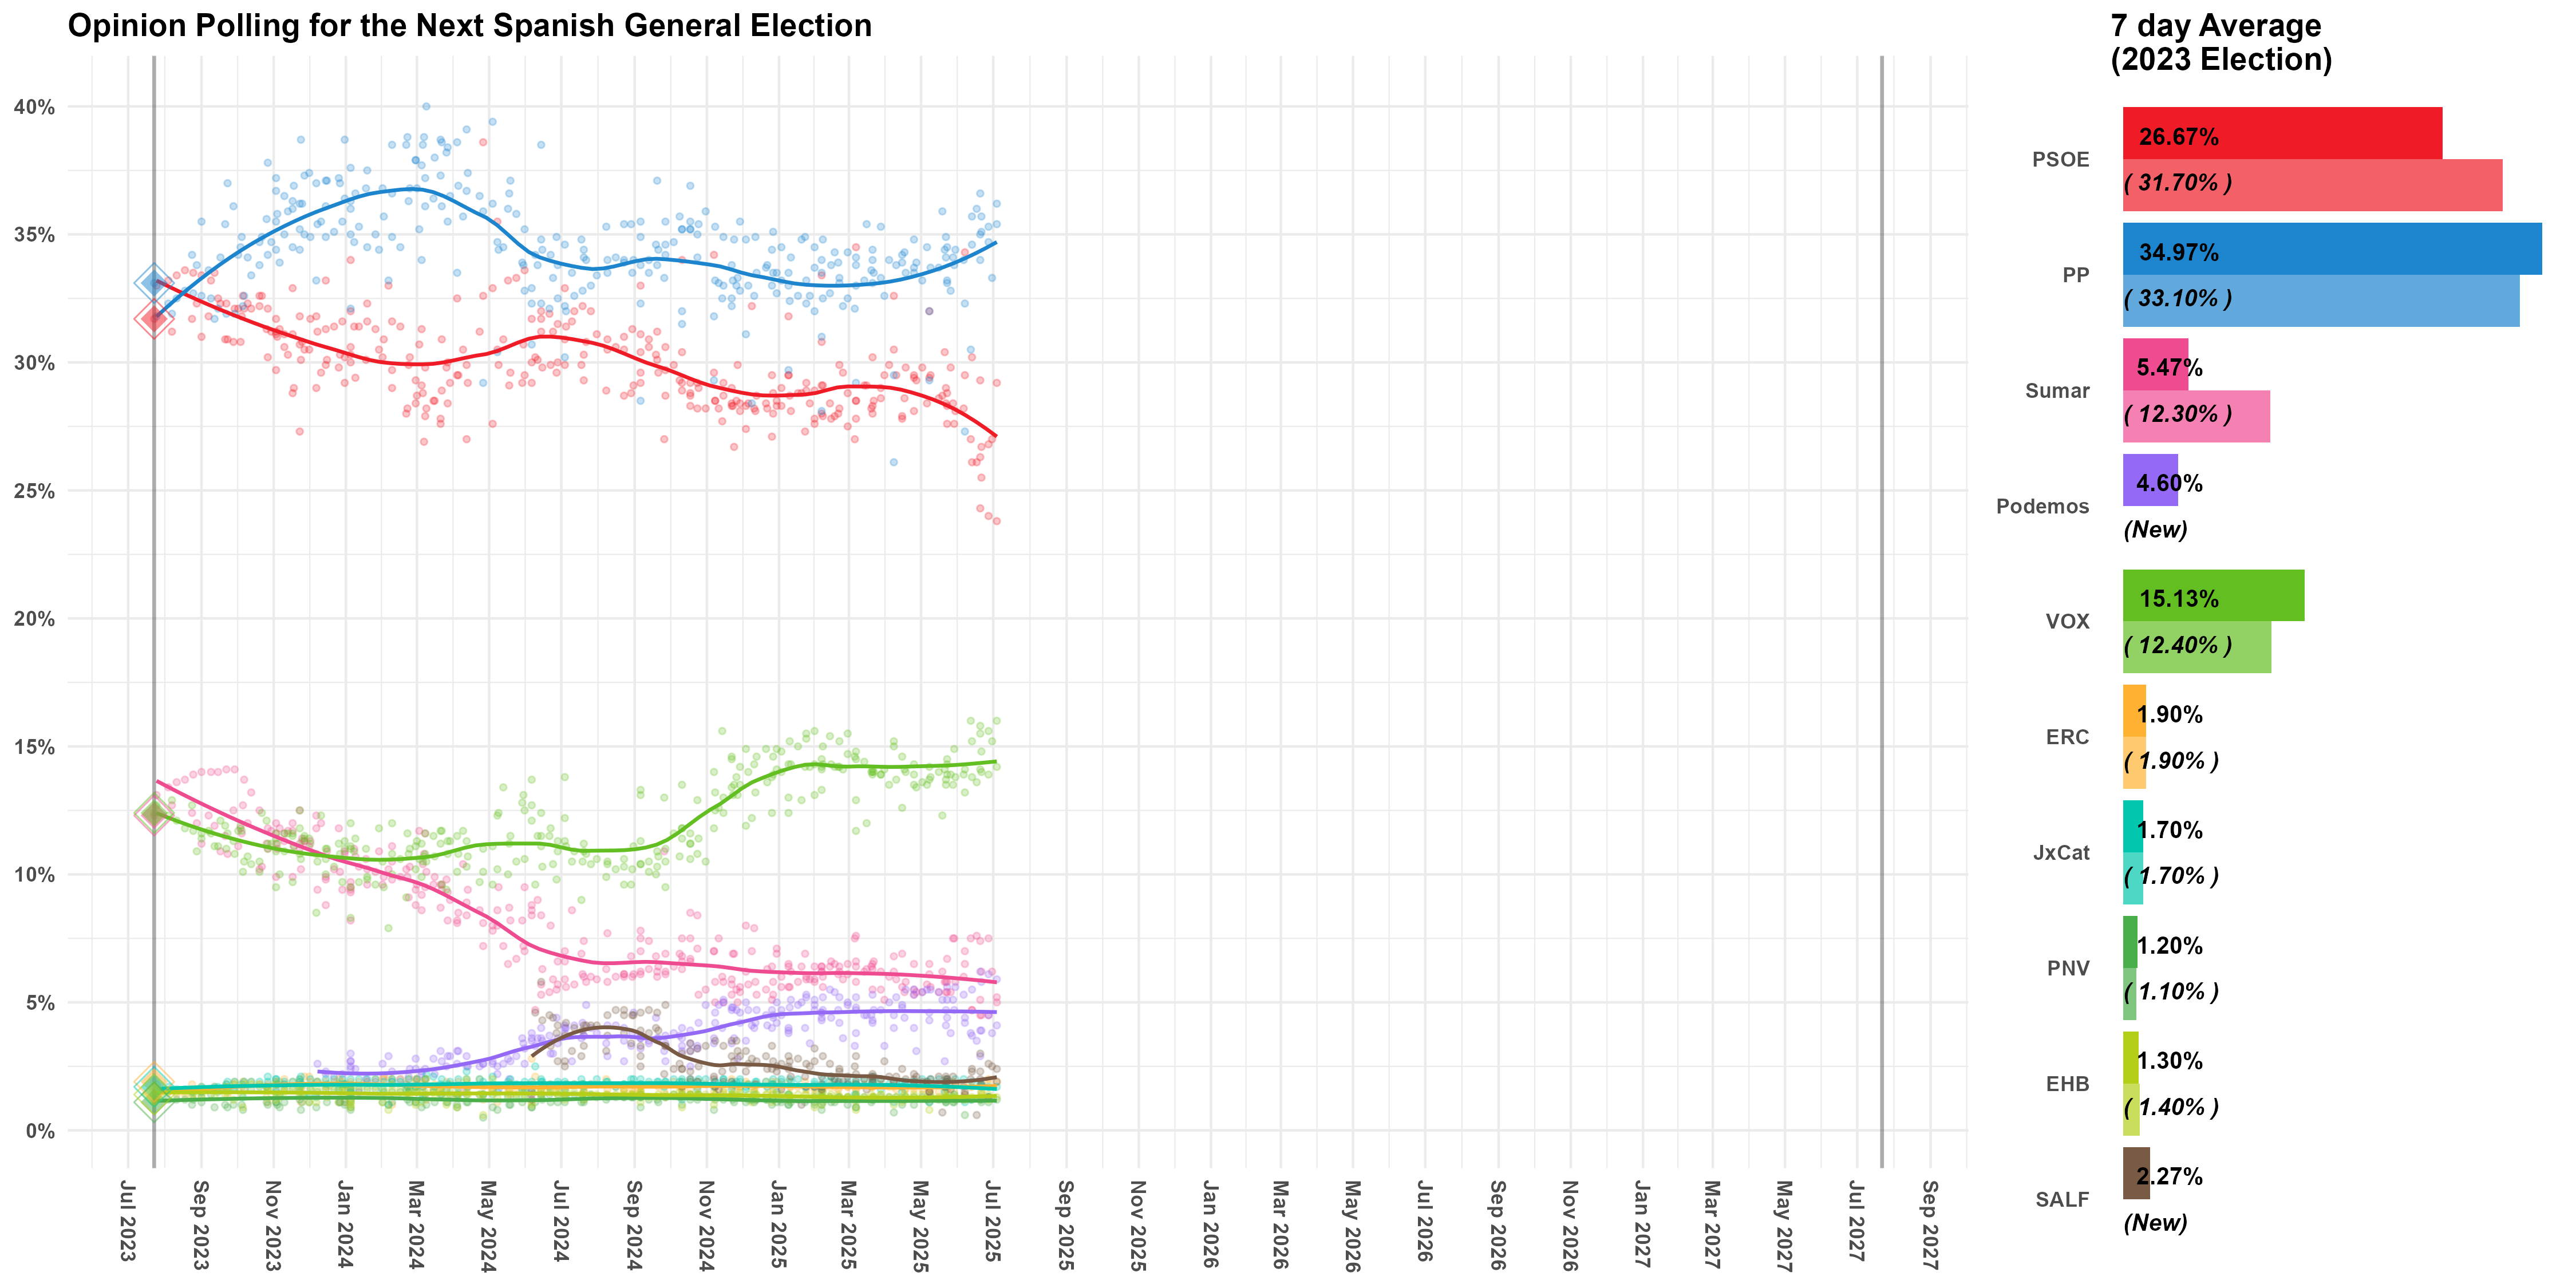 Opinion Polling for the Next Spanish General Election
40%
35%
30%
25%
20%
15%
10%
5%
0%
Jul 2023
Sep 2023
Nov 2023
Jan 2024
Mar 2024
May 2024
Jul 2024
Sep 2024
Nov 2024
Jan 2025
Mar 2025
May 2025
Jul 2025
Sep 2025
Nov 2025
Jan 2026
Mar 2026
May 2026
Jul 2026
Sep 2026
Nov 2026
Jan 2027
Mar 2027
May 2027
Jul 2027
Sep 2027
7 day Average
(2023 Election)
PSOE
26.67%
( 31.70% )
PP
34.97%
( 33.10% )
Sumar
5.47%
( 12.30% )
Podemos
4.60%
(New)
VOX
15.13%
( 12.40% )
ERC
1.90%
( 1.90% )
JxCat
1.70%
( 1.70% )
PNV
1.20%
( 1.10% )
EHB
1.30%
( 1.40% )
SALF
2.27%
(New)